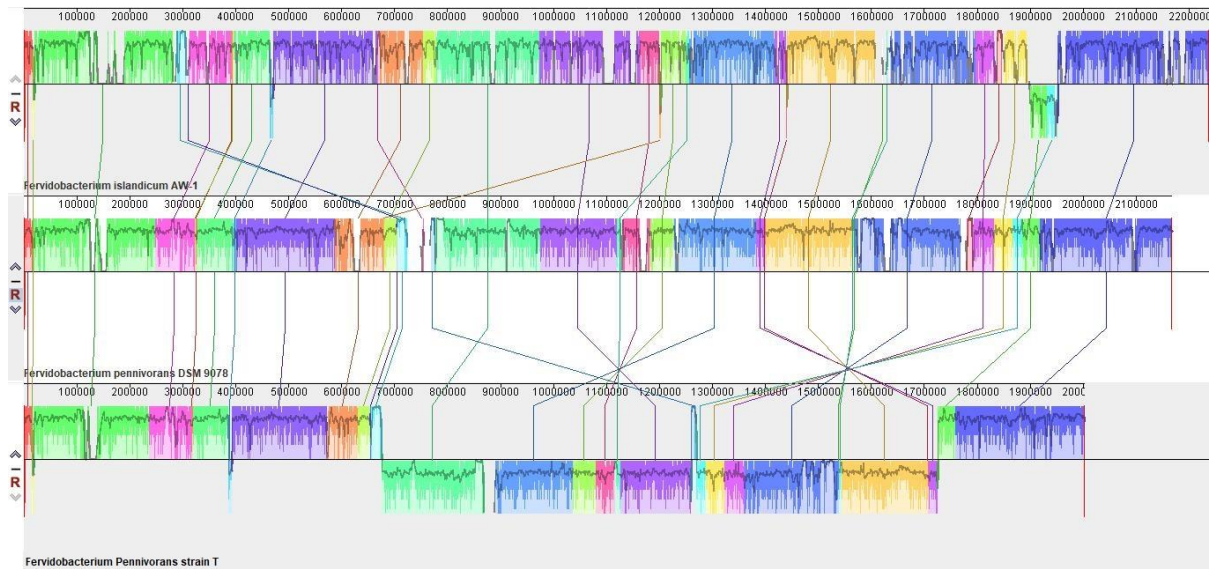 100000 200000 300000 400000 500000 600000 700000 800000 900000 1000000 1100000 1200000 1300000 1400000 1500000 1600000 1700000 1800000 1900000 2000000 2100000 2200000
R
Fervidobacterium islandicum AW-1
100000 200000 300000 400000 500000 600000 700000 800000 900000 1000000 1100000 1200000 1300000 1400000 1500000 1600000 1700000 1800000 1900000 2000000 2100000
R
Fervidobacterium pennivorans DSM 9078
100000 200000 300000 400000 500000 600000 700000 800000 900000 1000000 1100000 1200000 1300000 1400000 1500000 1600000 1700000 1800000 1900000 2000
R
Fervidobacterium Pennivorans strain T